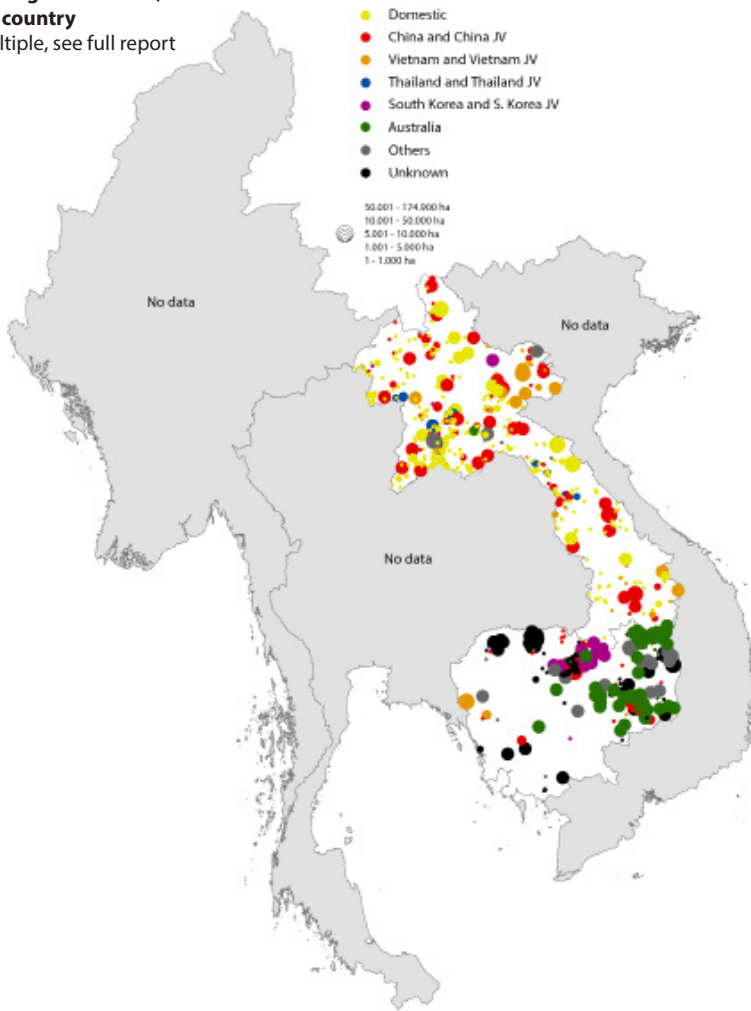 country
ltiple, see full report
Domestic
China and China JV
Vietnam and Vietnam JV
Thailand and Thailand JV
South Korea and S. Korea JV
Australia
Others
Unknown
50.001 - 174.900 ha
10.001 - 50.000 ha
5.001 - 10.000 ha
1.001 - 5.000 ha
1 - 1.000 ha
No data
No data
No data